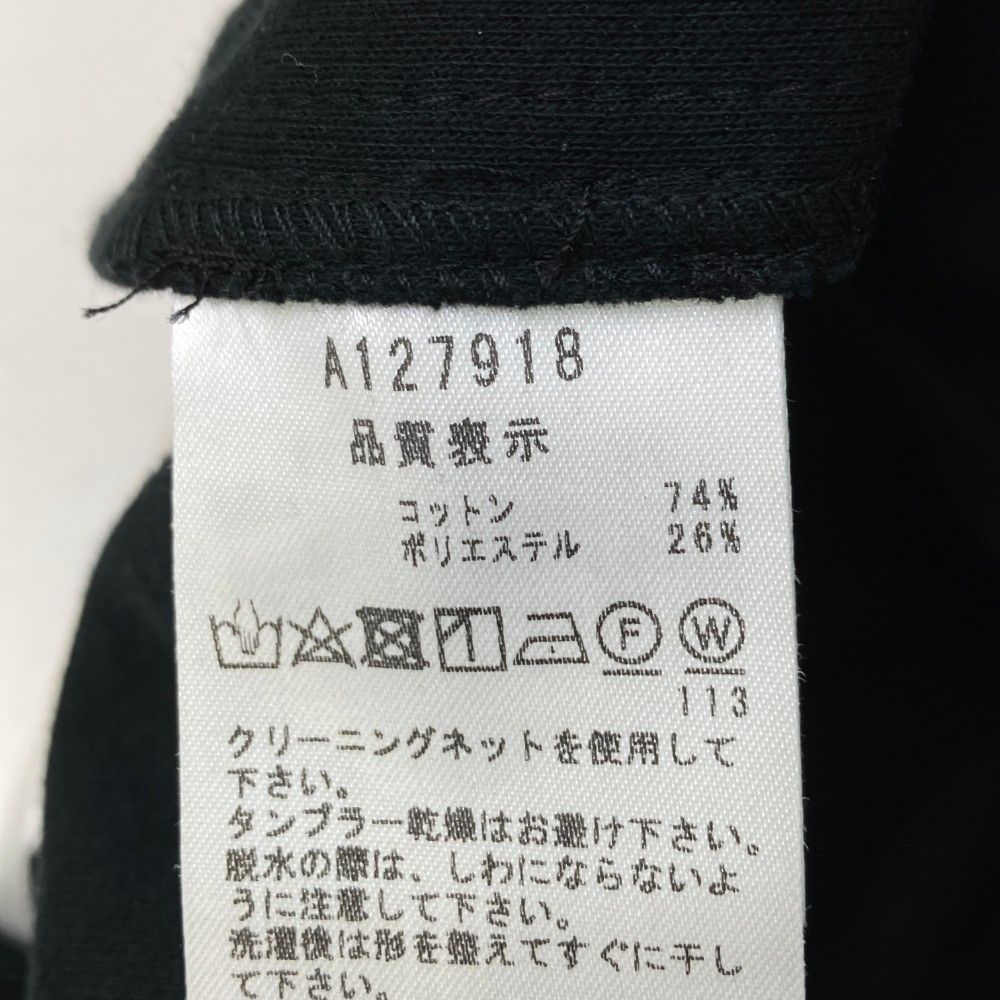 A127918
品質表示
コットン 74%
ポリエステル 26%
F W
113
クリーニングネットを使用して
下さい。
タンブラー乾燥はお避け下さい。
脱水の際は、しわにならないよ
うに注意して下さい。
洗濯後は形を整えてすぐに干し
て下さい。